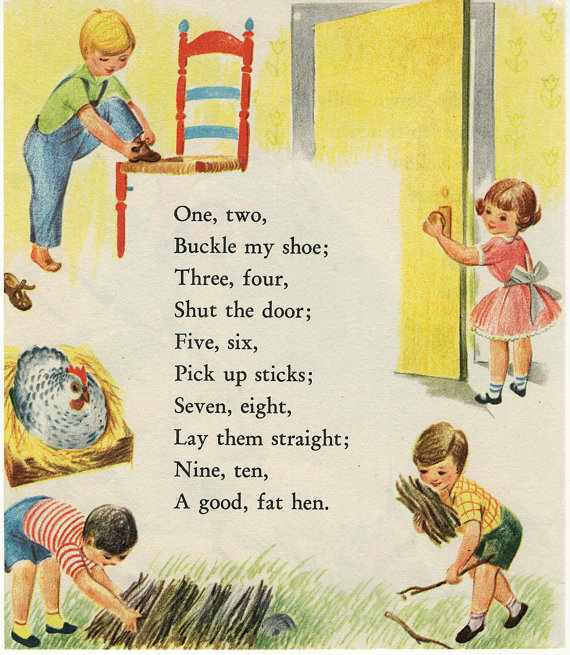 One, two,
Buckle my shoe;
Three, four,
Shut the door;
Five, six,
Pick up sticks;
Seven, eight,
Lay them straight;
Nine, ten,
A good, fat hen.